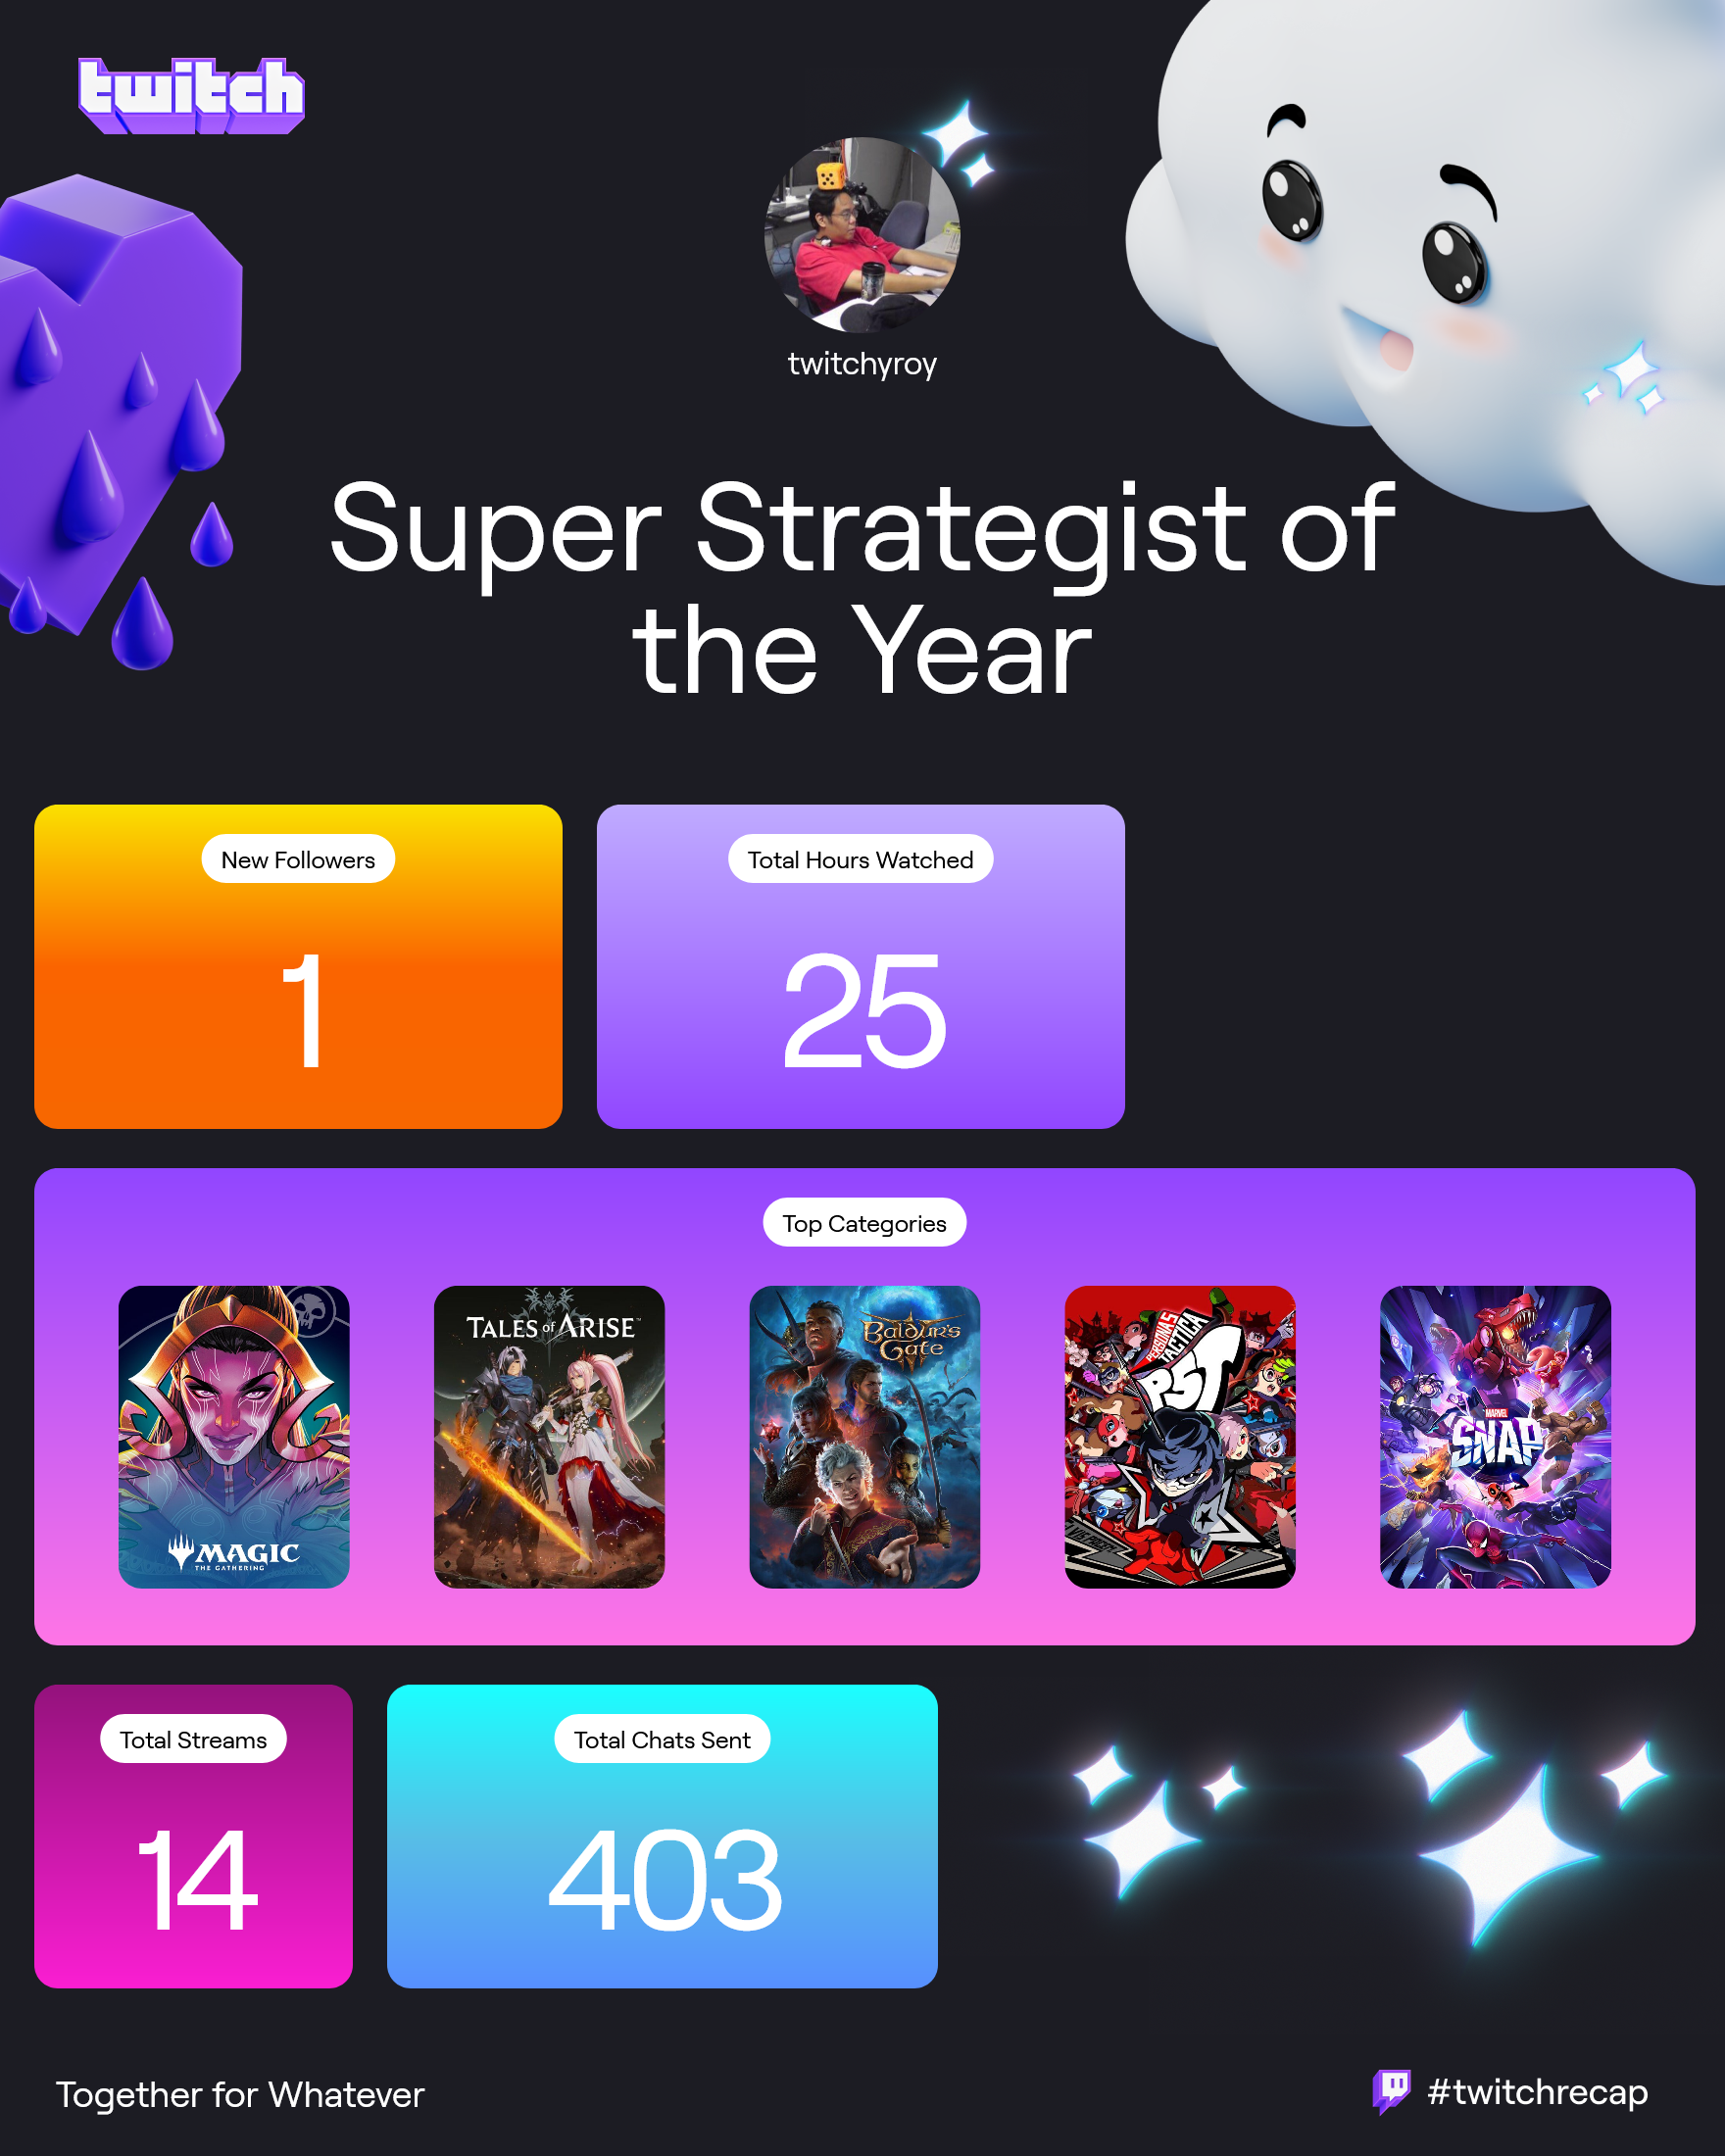 twitch
twitchyroy
Super Strategist of
the Year
New Followers
1
Total Hours Watched
25
Top Categories
MAGIC
THE GATHERING
TALES of ARISE
Baldur's
Gate
PERSONA 5
TACTICA
P5T
MARVEL
SNAP
Total Streams
14
Total Chats Sent
403
Together for Whatever
#twitchrecap